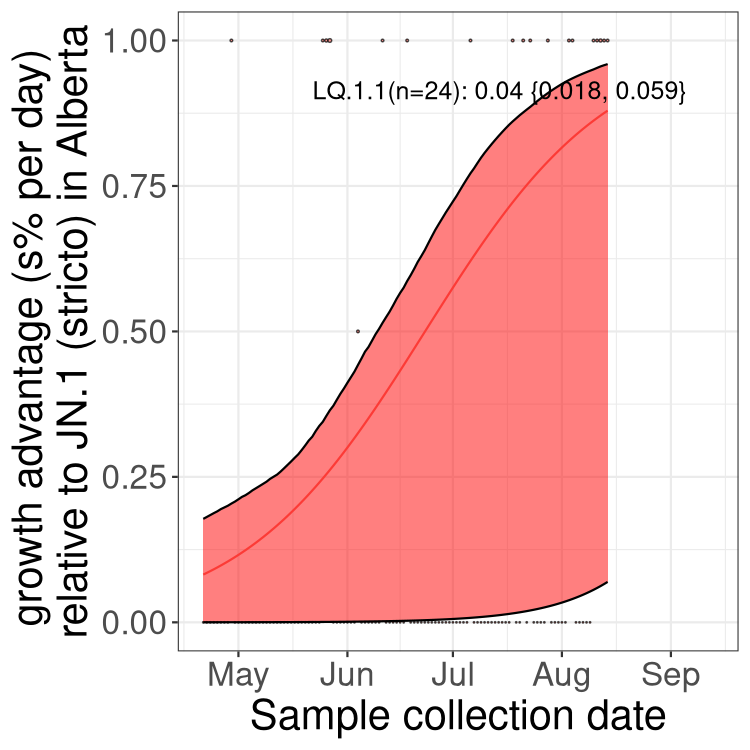 growth advantage (s% per day)
relative to JN.1 (stricto) in Alberta
1.00
0.75
0.50
0.25
0.00
LQ.1.1(n=24): 0.04 {0.018, 0.059}
May Jun Jul Aug Sep
Sample collection date